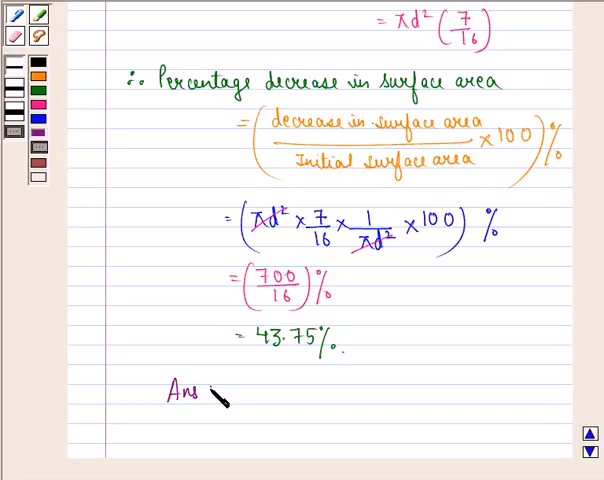 = πd² (7/16)
∴ Percentage decrease in surface area
= (decrease in surface area / Initial surface area × 100) %
= (πd² × 7/16 × 1/πd² × 100) %
= (700/16) %
= 43.75%.
Ans